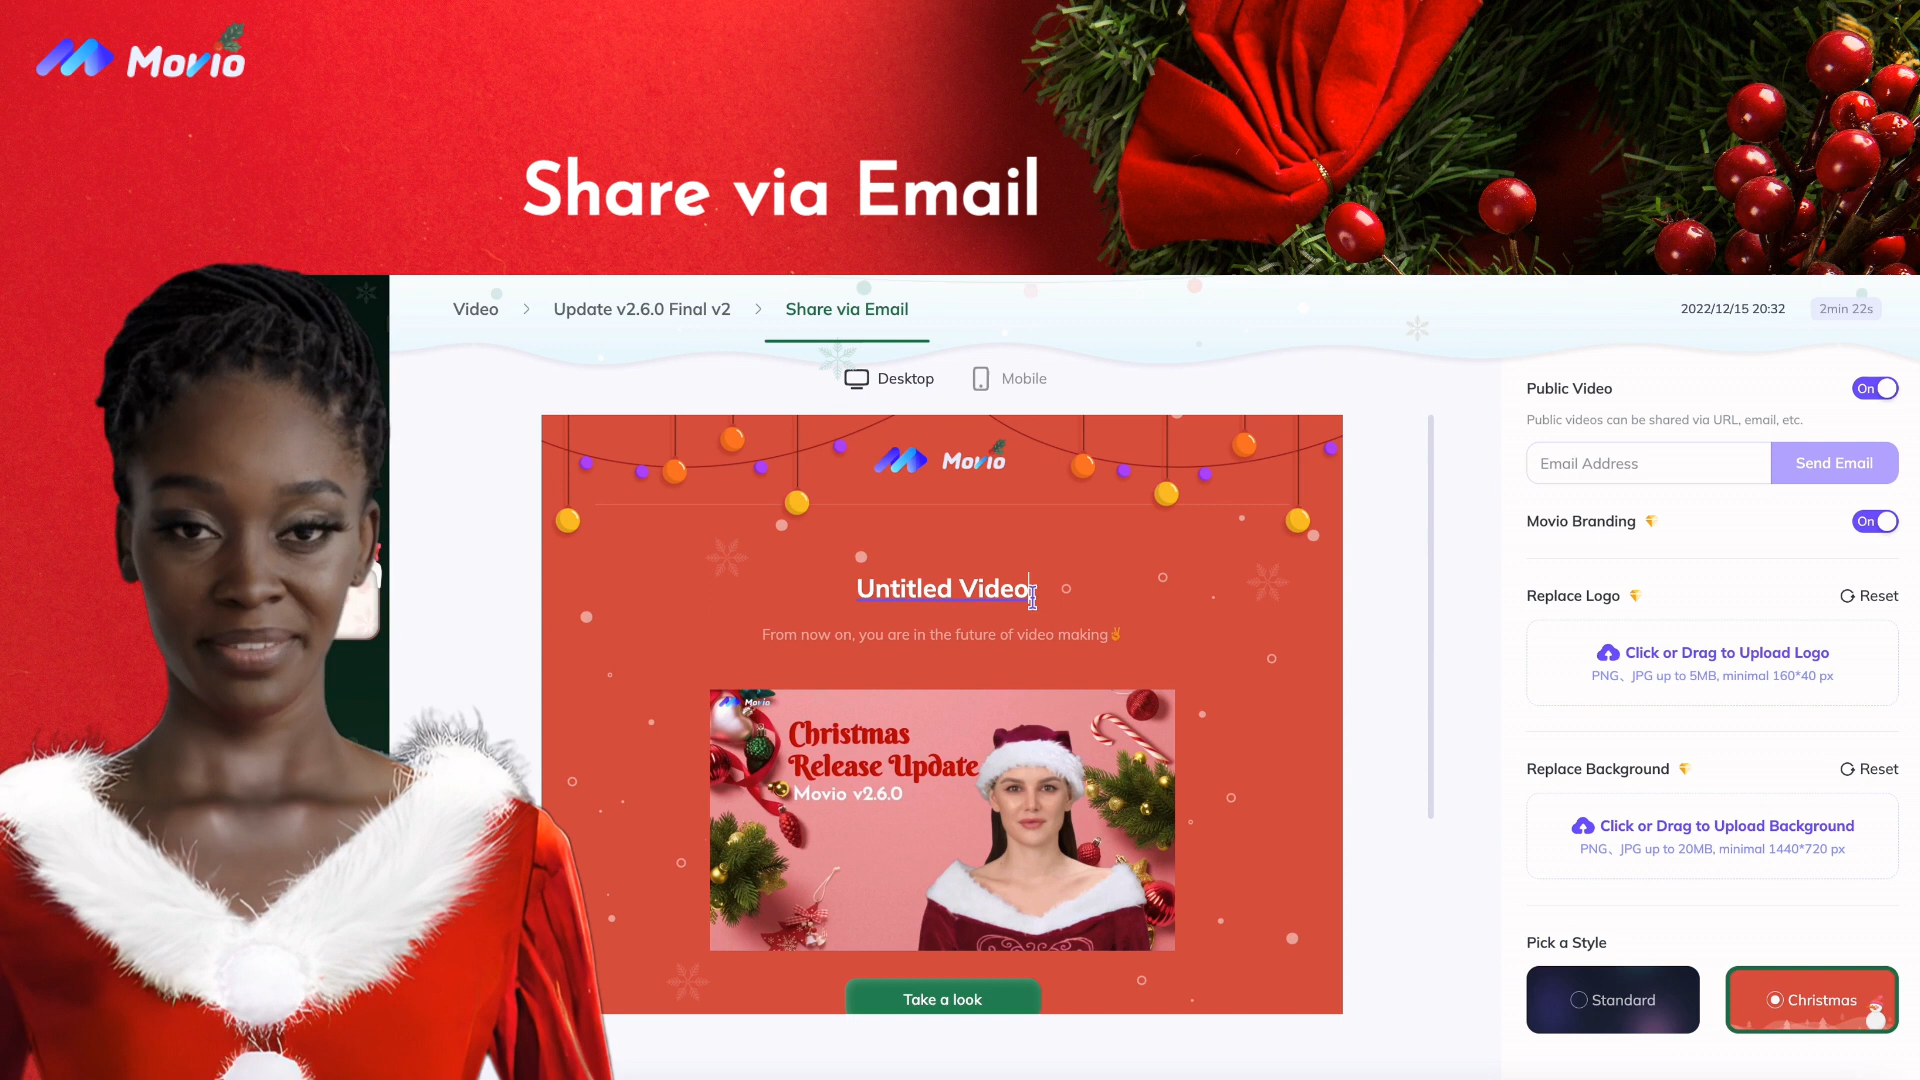 Movio
Share via Email
Video > Update v2.6.0 Final v2 > Share via Email
2022/12/15 20:32
2min 22s
Desktop
Mobile
Movio
Untitled Video
From now on, you are in the future of video making✌
Movio
Christmas
Release Update
Movio v2.6.0
Take a look
Public Video
On
Public videos can be shared via URL, email, etc.
Email Address
Send Email
Movio Branding
On
Replace Logo
Reset
Click or Drag to Upload Logo
PNG、JPG up to 5MB, minimal 160*40 px
Replace Background
Reset
Click or Drag to Upload Background
PNG、JPG up to 20MB, minimal 1440*720 px
Pick a Style
Standard
Christmas